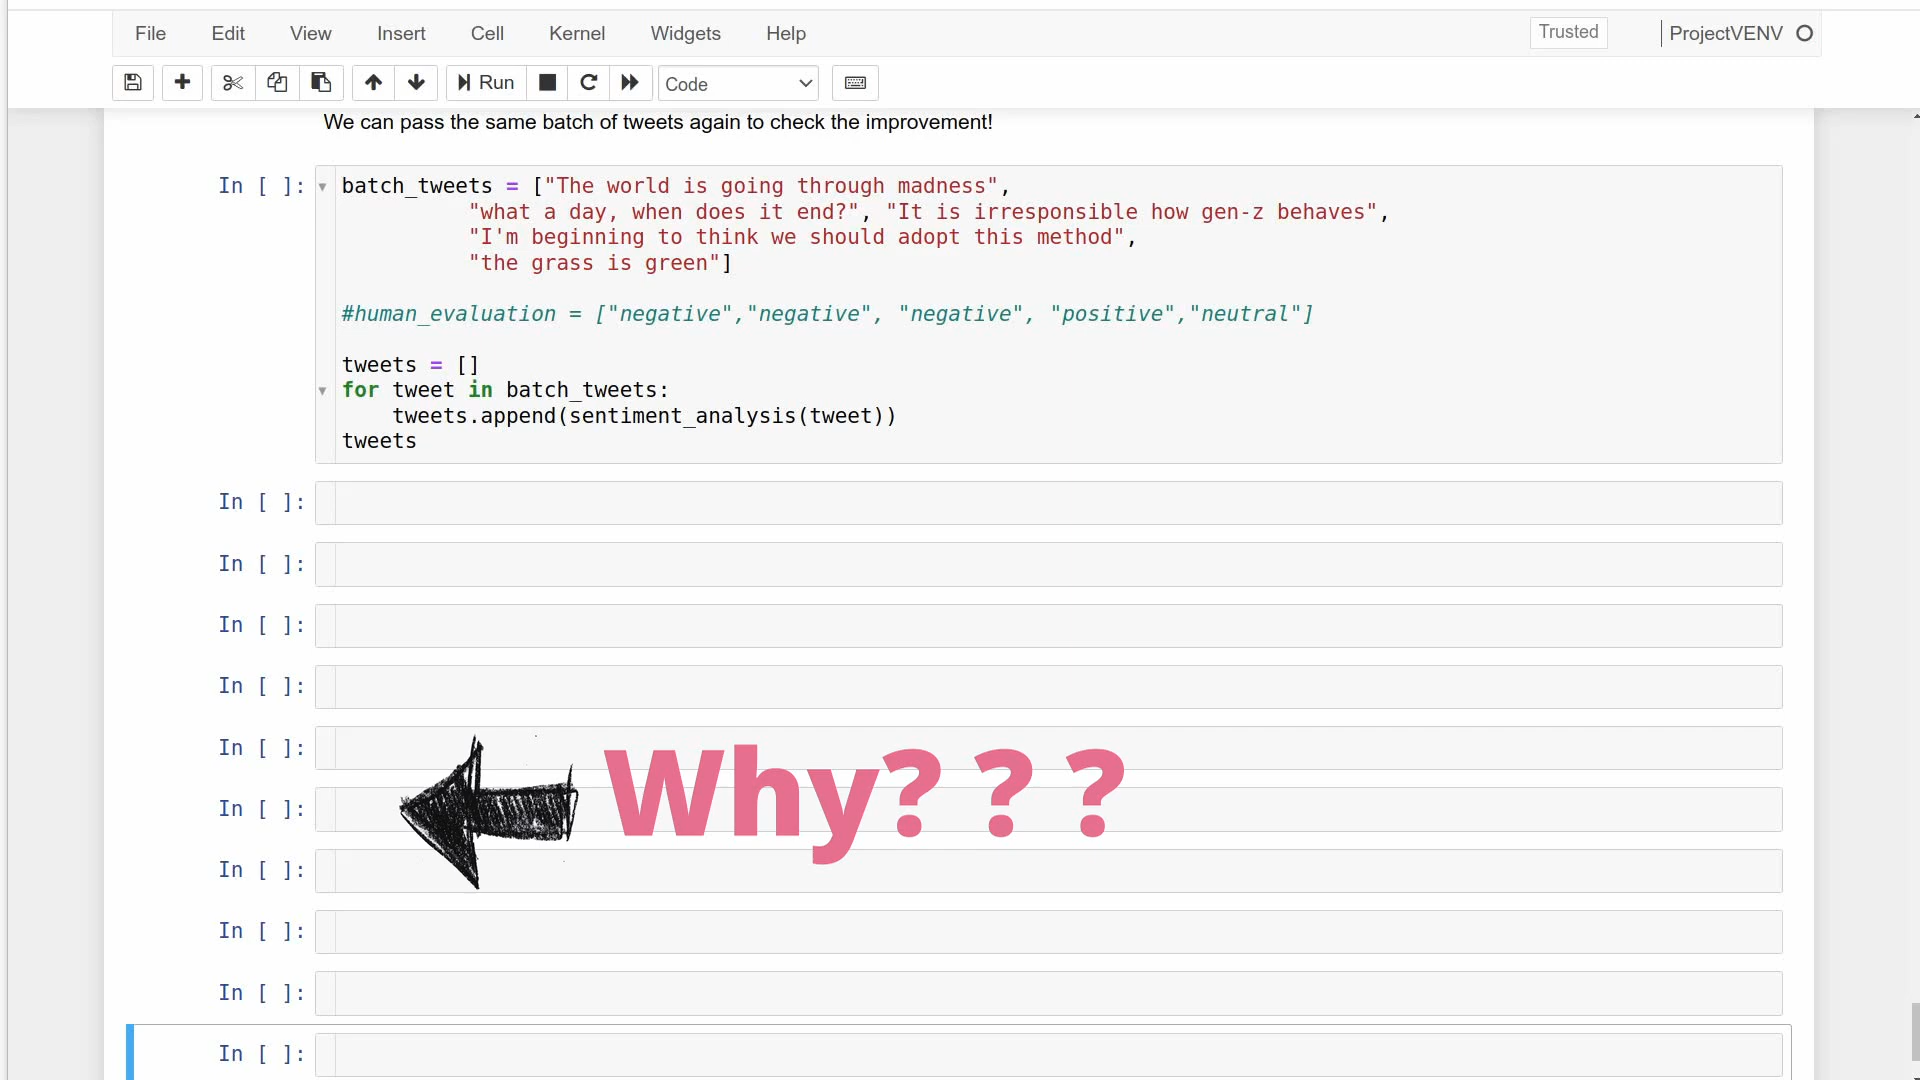 File Edit View Insert Cell Kernel Widgets Help Trusted ProjectVENV
Run Code
We can pass the same batch of tweets again to check the improvement!
In [ ]: batch_tweets = ["The world is going through madness",
"what a day, when does it end?", "It is irresponsible how gen-z behaves",
"I'm beginning to think we should adopt this method",
"the grass is green"]
#human_evaluation = ["negative","negative", "negative", "positive","neutral"]
tweets = []
for tweet in batch_tweets:
tweets.append(sentiment_analysis(tweet))
tweets
In [ ]:
In [ ]:
In [ ]:
In [ ]:
In [ ]:
Why???
In [ ]:
In [ ]:
In [ ]:
In [ ]:
In [ ]: